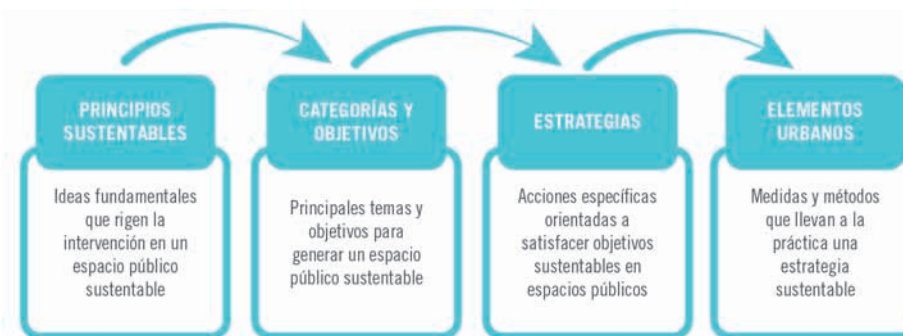 PRINCIPIOS
SUSTENTABLES
Ideas fundamentales
que rigen la
intervención en un
espacio público
sustentable
CATEGORÍAS Y
OBJETIVOS
Principales temas y
objetivos para
generar un espacio
público sustentable
ESTRATEGIAS
Acciones específicas
orientadas a
satisfacer objetivos
sustentables en
espacios públicos
ELEMENTOS
URBANOS
Medidas y métodos
que llevan a la
práctica una
estrategia
sustentable